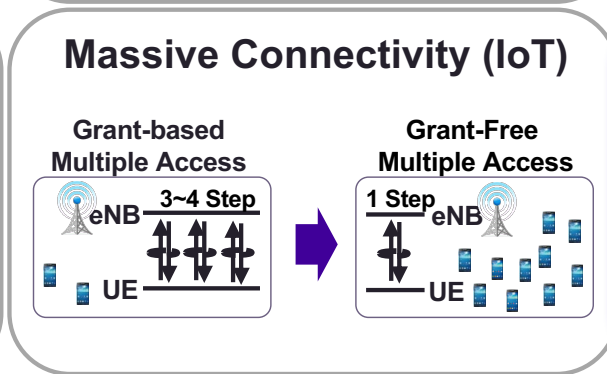 Massive Connectivity (IoT)
Grant-based
Multiple Access
3~4 Step
eNB
UE
Grant-Free
Multiple Access
1 Step
eNB
UE